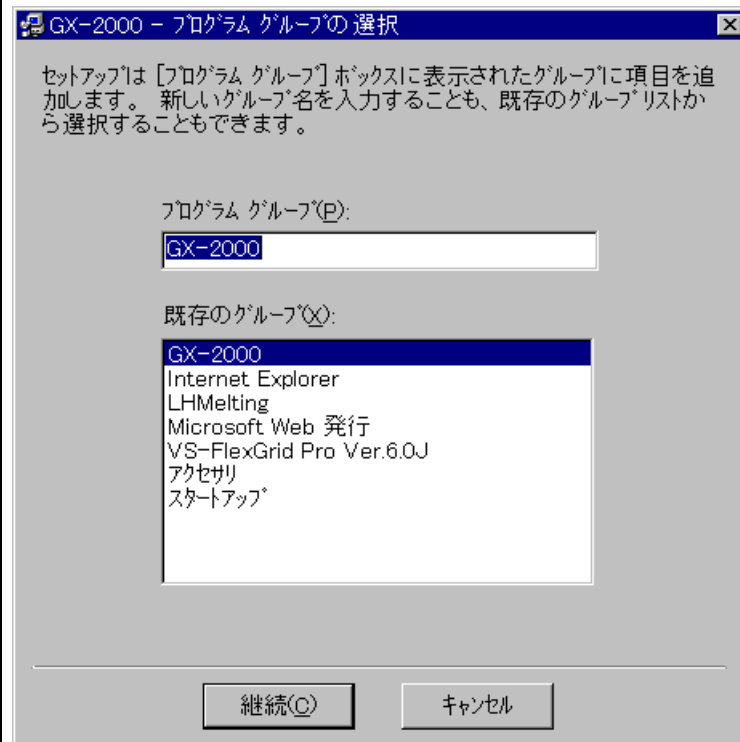 GX-2000 - ﾌﾟﾛｸﾞﾗﾑ ｸﾞﾙｰﾌﾟの選択
ｾｯﾄｱｯﾌﾟは [ﾌﾟﾛｸﾞﾗﾑ ｸﾞﾙｰﾌﾟ] ﾎﾞｯｸｽに表示されたｸﾞﾙｰﾌﾟに項目を追
加します。 新しいｸﾞﾙｰﾌﾟ名を入力することも、既存のｸﾞﾙｰﾌﾟ ﾘｽﾄか
ら選択することもできます。
ﾌﾟﾛｸﾞﾗﾑ ｸﾞﾙｰﾌﾟ(P):
GX-2000
既存のｸﾞﾙｰﾌﾟ(X):
GX-2000
Internet Explorer
LHMelting
Microsoft Web 発行
VS-FlexGrid Pro Ver.6.0J
ｱｸｾｻﾘ
ｽﾀｰﾄｱｯﾌﾟ
継続(C)
ｷｬﾝｾﾙ